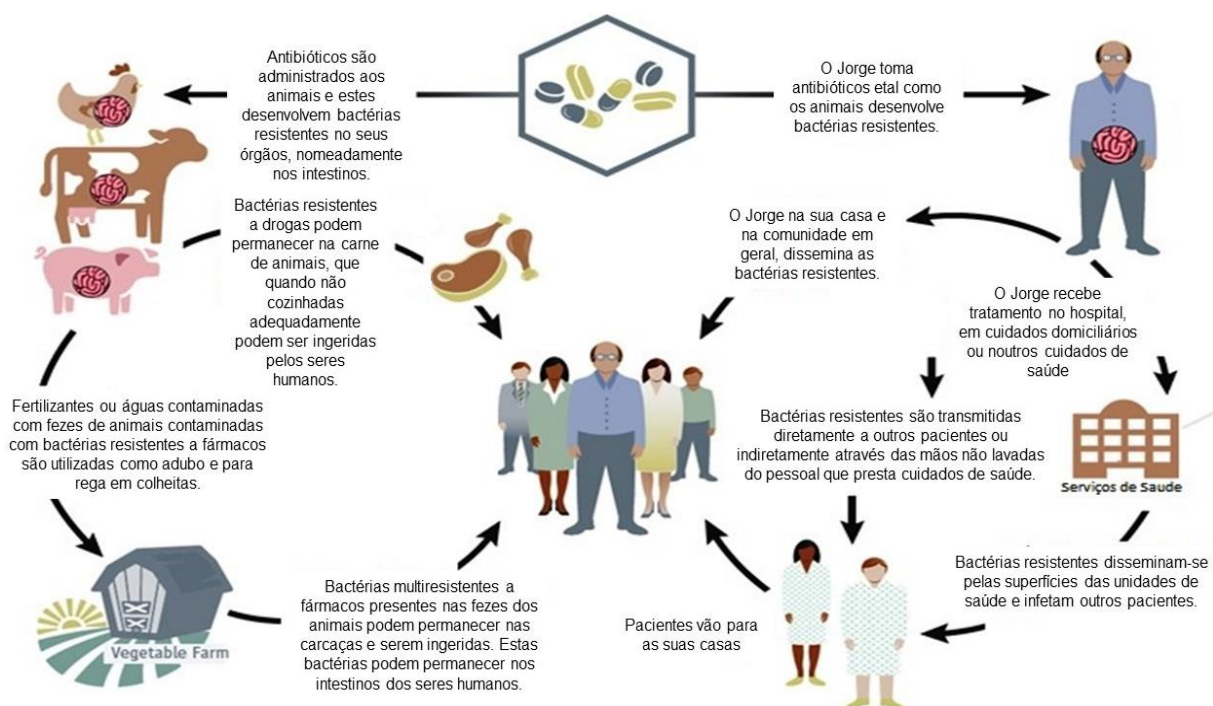 Antibióticos são
administrados aos
animais e estes
desenvolvem bactérias
resistentes no seus
órgãos, nomeadamente
nos intestinos.
O Jorge toma
antibióticos etal como
os animais desenvolve
bactérias resistentes.
Bactérias resistentes
a drogas podem
permanecer na carne
de animais, que
quando não
cozinhadas
adequadamente
podem ser ingeridas
pelos seres
humanos.
O Jorge na sua casa e
na comunidade em
geral, dissemina as
bactérias resistentes.
O Jorge recebe
tratamento no hospital,
em cuidados domiciliários
ou noutros cuidados de
saúde
Fertilizantes ou águas contaminadas
com fezes de animais contaminadas
com bactérias resistentes a fármacos
são utilizadas como adubo e para
rega em colheitas.
Bactérias resistentes são transmitidas
diretamente a outros pacientes ou
indiretamente através das mãos não lavadas
do pessoal que presta cuidados de saúde.
Serviços de Saude
Vegetable Farm
Bactérias multiresistentes a
fármacos presentes nas fezes dos
animais podem permanecer nas
carcaças e serem ingeridas. Estas
bactérias podem permanecer nos
intestinos dos seres humanos.
Pacientes vão para
as suas casas
Bactérias resistentes disseminam-se
pelas superfícies das unidades de
saúde e infetam outros pacientes.